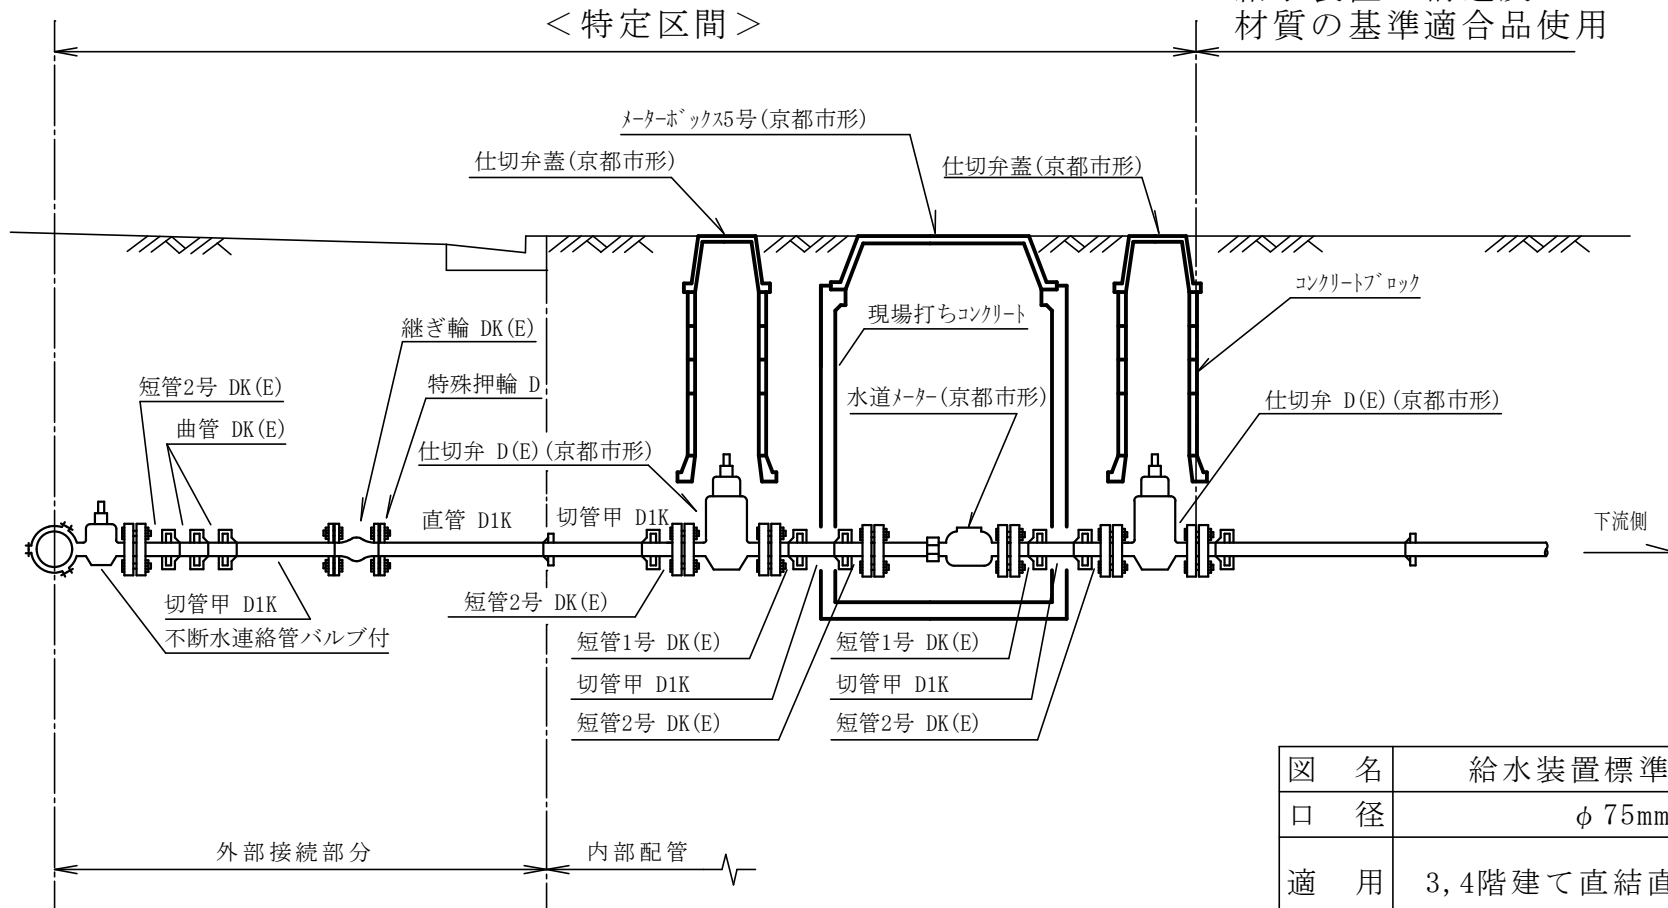 ＜特定区間＞
材質の基準適合品使用
ﾒｰﾀｰﾎﾞｯｸｽ5号(京都市形)
仕切弁蓋(京都市形)
仕切弁蓋(京都市形)
ｺﾝｸﾘｰﾄﾌﾞﾛｯｸ
現場打ちｺﾝｸﾘｰﾄ
継ぎ輪 DK(E)
短管2号 DK(E)
特殊押輪 D
水道ﾒｰﾀｰ(京都市形)
仕切弁 D(E)(京都市形)
曲管 DK(E)
仕切弁 D(E)(京都市形)
直管 D1K
切管甲 D1K
下流側
切管甲 D1K
短管2号 DK(E)
不断水連絡管バルブ付
短管1号 DK(E)
短管1号 DK(E)
切管甲 D1K
切管甲 D1K
短管2号 DK(E)
短管2号 DK(E)
図 名 給水装置標準
口 径 φ75mm
外部接続部分
内部配管
適 用 3,4階建て直結直